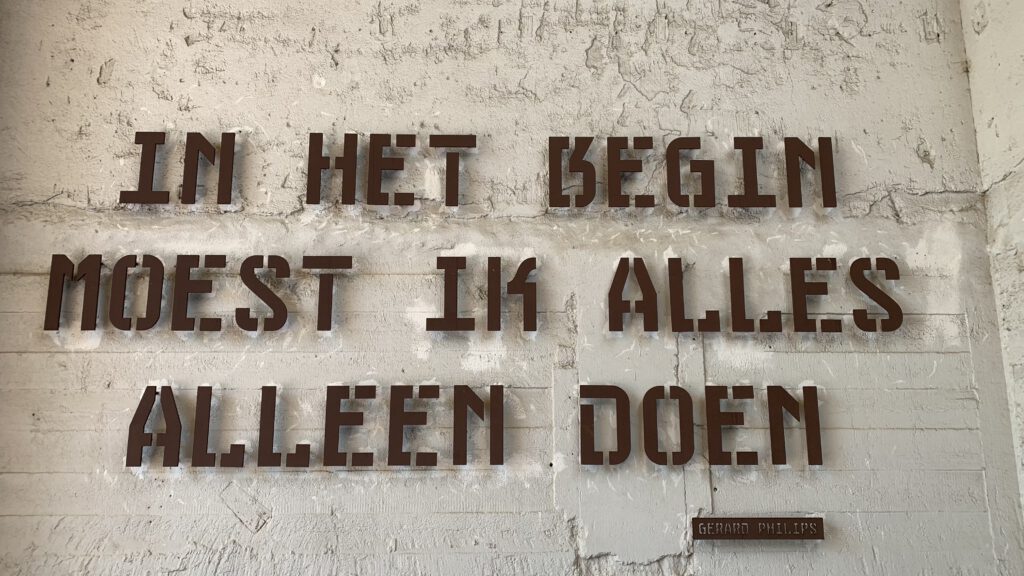 IN HET BEGIN
MOEST IK ALLES
ALLEEN DOEN
GERARD PHILIPS